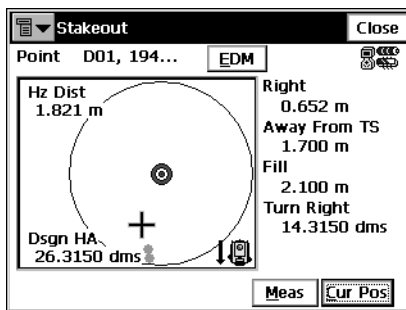 Stakeout
Close
Point D01, 194...
EDM
Hz Dist
1.821 m
Dsgn HA
26.3150 dms
Right
0.652 m
Away From TS
1.700 m
Fill
2.100 m
Turn Right
14.3150 dms
Meas
Cur Pos